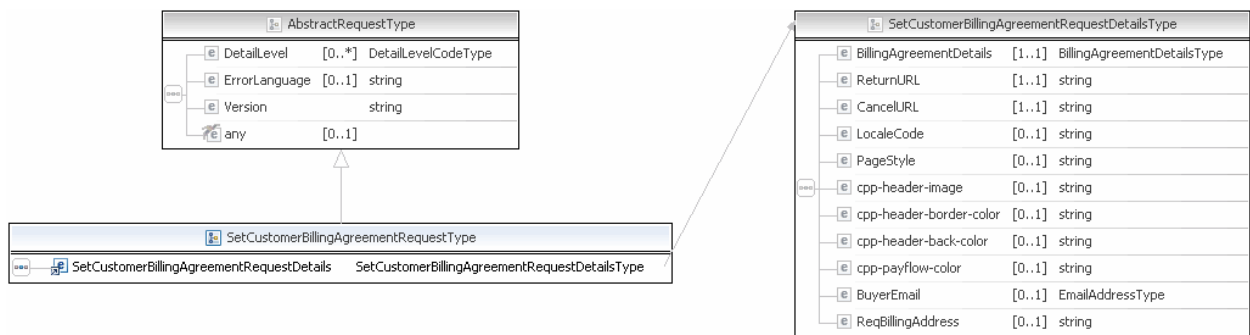 AbstractRequestType
DetailLevel [0..*] DetailLevelCodeType
ErrorLanguage [0..1] string
Version string
any [0..1]
SetCustomerBillingAgreementRequestType
SetCustomerBillingAgreementRequestDetails SetCustomerBillingAgreementRequestDetailsType
SetCustomerBillingAgreementRequestDetailsType
BillingAgreementDetails [1..1] BillingAgreementDetailsType
ReturnURL [1..1] string
CancelURL [1..1] string
LocaleCode [0..1] string
PageStyle [0..1] string
cpp-header-image [0..1] string
cpp-header-border-color [0..1] string
cpp-header-back-color [0..1] string
cpp-payflow-color [0..1] string
BuyerEmail [0..1] EmailAddressType
ReqBillingAddress [0..1] string